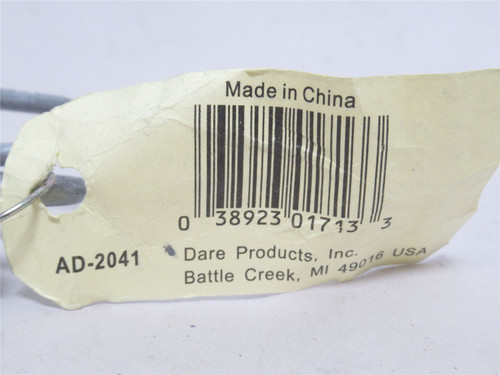 Made in China
0 38923 01713 3
AD-2041
Dare Products, Inc.
Battle Creek, MI 49016 USA